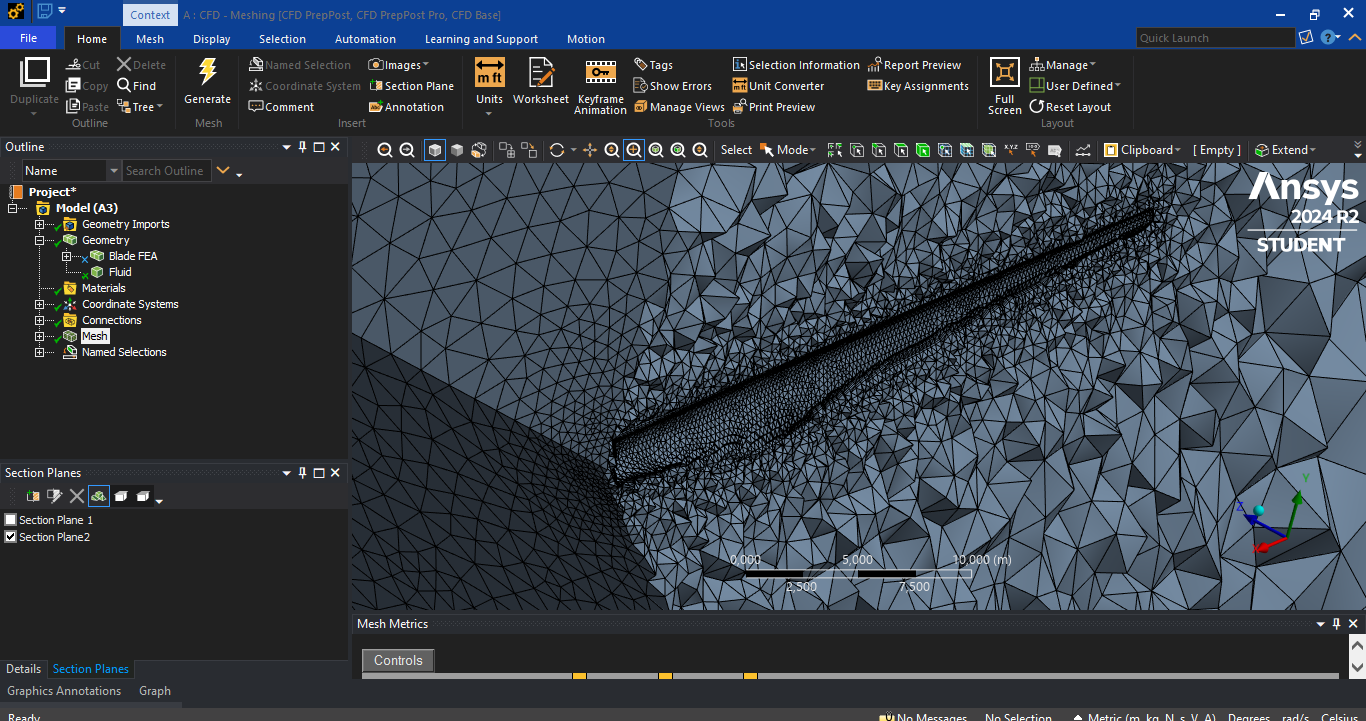 Context
A : CFD - Meshing [CFD PrepPost, CFD PrepPost Pro, CFD Base]
File Home Mesh Display Selection Automation Learning and Support Motion
Quick Launch
Duplicate
Cut
Copy
Paste
Delete
Find
Tree
Outline
Generate
Mesh
Named Selection
Coordinate System
Comment
Images
Section Plane
Annotation
Insert
m ft
Units
Worksheet
Keyframe
Animation
Tags
Show Errors
Manage Views
Selection Information
Unit Converter
Print Preview
Report Preview
Key Assignments
Tools
Full
Screen
Manage
User Defined
Reset Layout
Layout
Outline
Name
Search Outline
Select Mode Clipboard [ Empty ] Extend
Project*
Model (A3)
Geometry Imports
Geometry
Blade FEA
Fluid
Materials
Coordinate Systems
Connections
Mesh
Named Selections
Ansys
2024 R2
STUDENT
Y
Z
X
0,000 5,000 10,000 (m)
2,500 7,500
Section Planes
Section Plane 1
Section Plane2
Mesh Metrics
Controls
Details Section Planes
Graphics Annotations Graph
Ready
No Messages No Selection Metric (m, kg, N, s, V, A) Degrees rad/s Celsius